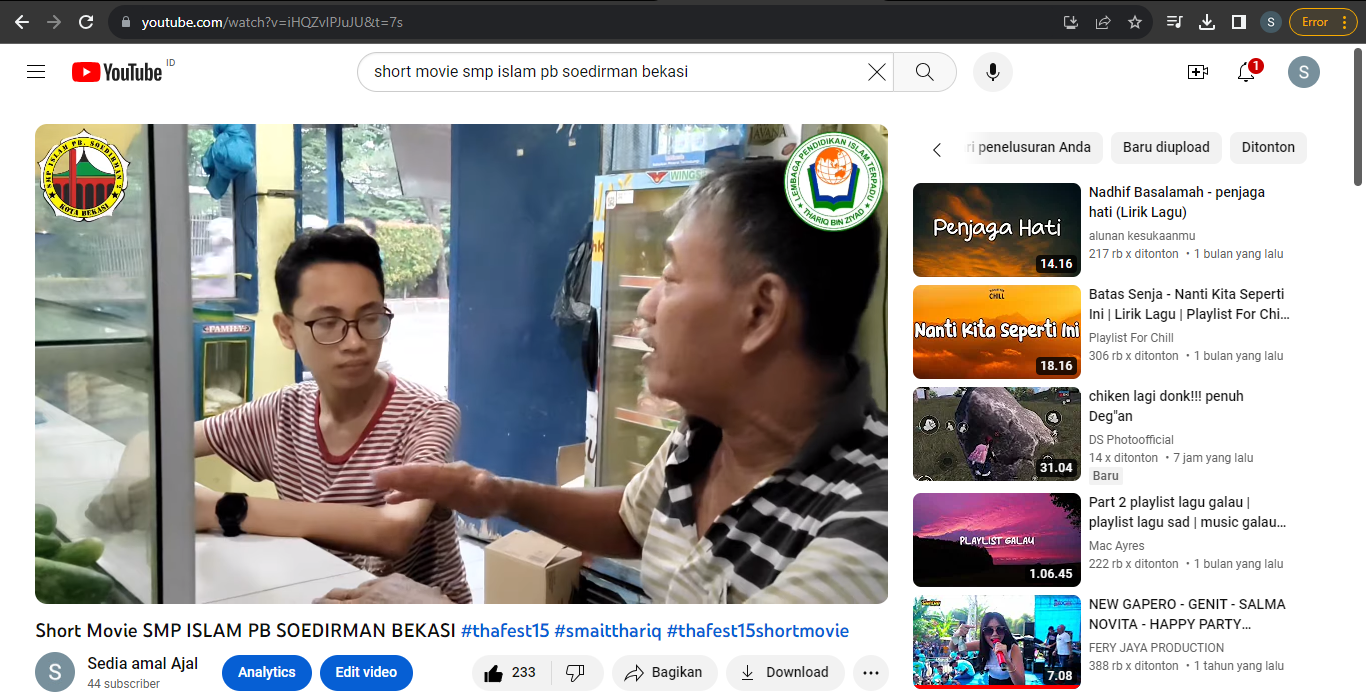 youtube.com/watch?v=iHQZvIPJuJU&t=7s
S
Error
YouTube ID
short movie smp islam pb soedirman bekasi
1
S
SMP ISLAM PB. SOEDIRMAN 2
KOTA BEKASI
LEMBAGA PENDIDIKAN ISLAM TERPADU
THARIQ BIN ZIYAD
JAVANA
WINGS
FAMILY
ri penelusuran Anda
Baru diupload
Ditonton
Penjaga Hati
14.16
Nadhif Basalamah - penjaga
hati (Lirik Lagu)
alunan kesukaanmu
217 rb x ditonton • 1 bulan yang lalu
CHILL
Nanti Kita Seperti Ini
18.16
Batas Senja - Nanti Kita Seperti
Ini | Lirik Lagu | Playlist For Chi...
Playlist For Chill
306 rb x ditonton • 1 bulan yang lalu
31.04
chiken lagi donk!!! penuh
Deg"an
DS Photoofficial
14 x ditonton • 7 jam yang lalu
Baru
PLAYLIST GALAU
1.06.45
Part 2 playlist lagu galau |
playlist lagu sad | music galau...
Mac Ayres
222 rb x ditonton • 1 bulan yang lalu
7.08
NEW GAPERO - GENIT - SALMA
NOVITA - HAPPY PARTY...
FERY JAYA PRODUCTION
388 rb x ditonton • 1 tahun yang lalu
Short Movie SMP ISLAM PB SOEDIRMAN BEKASI #thafest15 #smaitthariq #thafest15shortmovie
S
Sedia amal Ajal
44 subscriber
Analytics
Edit video
233
Bagikan
Download